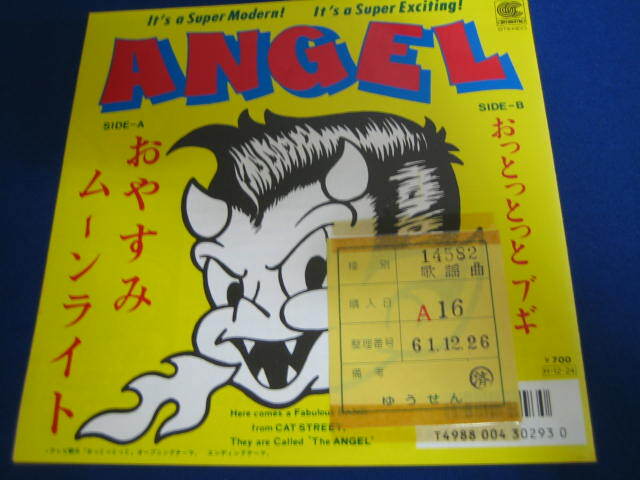 It's a Super Modern! It's a Super Exciting!
ANGEL
SIDE-A
おやすみ
ムーンライト
SIDE-B
おっとっとっと ブギ
種別
14582
歌謡曲
購入日
A16
整理番号
61.12.26
備考
ゆうせん
済
¥700
Here comes a Fabulous
from CAT STREET.
They are Called "The ANGEL"
T4988 004 30293 0